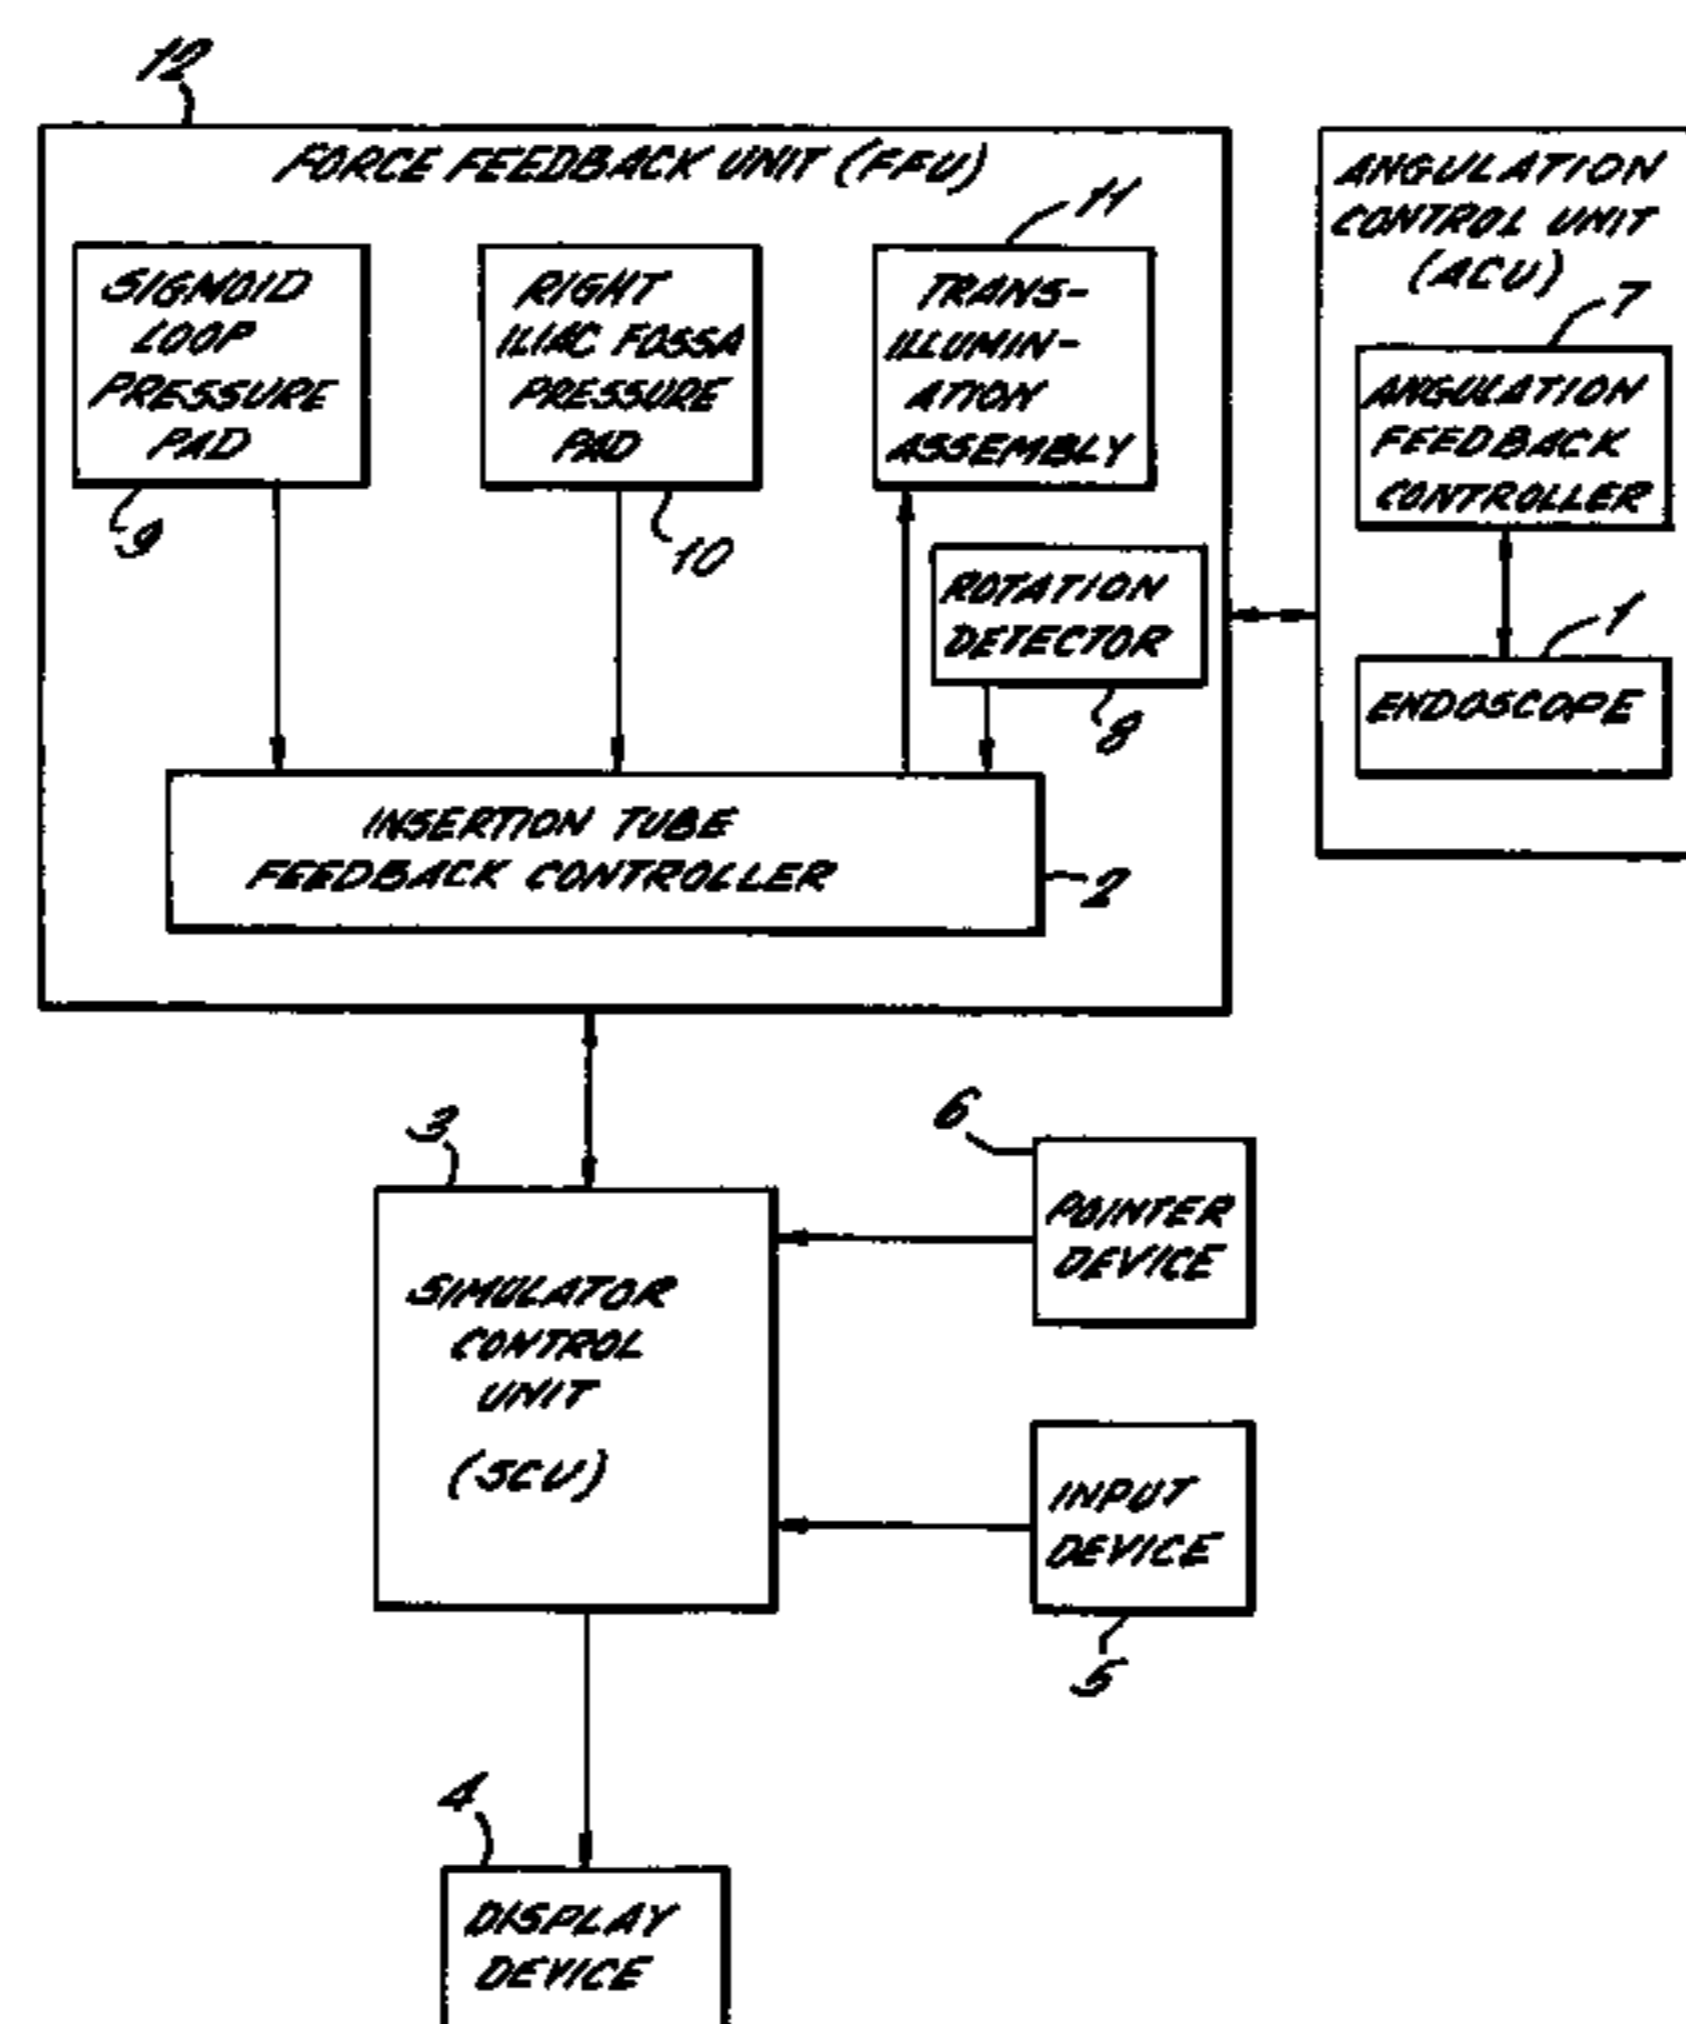 12
FORCE FEEDBACK UNIT (FFU)
11
SIGMOID
LOOP
PRESSURE
PAD
9
RIGHT
ILIAC FOSSA
PRESSURE
PAD
10
TRANS-
ILLUMIN-
ATION
ASSEMBLY
ROTATION
DETECTOR
8
INSERTION TUBE
FEEDBACK CONTROLLER
2
ANGULATION
CONTROL UNIT
(ACU)
7
ANGULATION
FEEDBACK
CONTROLLER
1
ENDOSCOPE
3
SIMULATOR
CONTROL
UNIT
(SCU)
6
POINTER
DEVICE
INPUT
DEVICE
5
4
DISPLAY
DEVICE